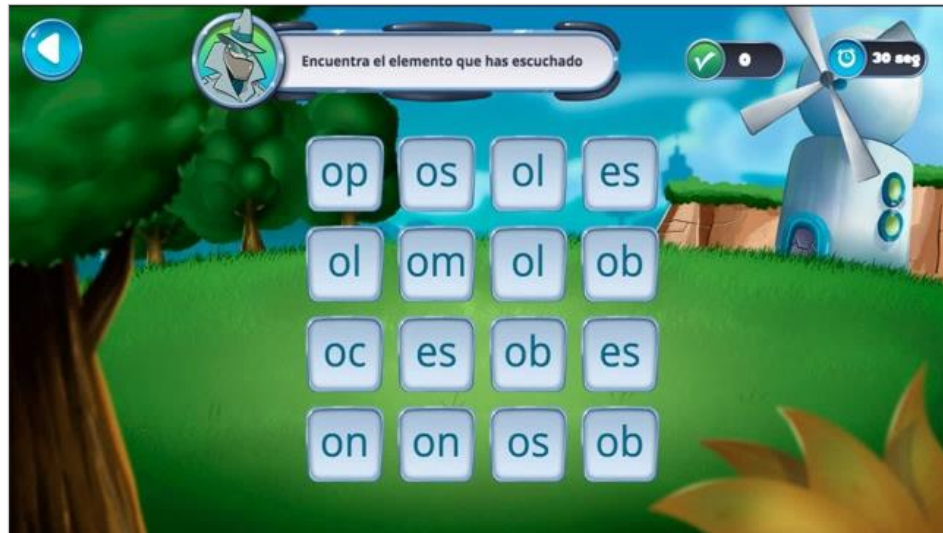 Encuentra el elemento que has escuchado
0
30 seg
op os ol es
ol om ol ob
oc es ob es
on on os ob